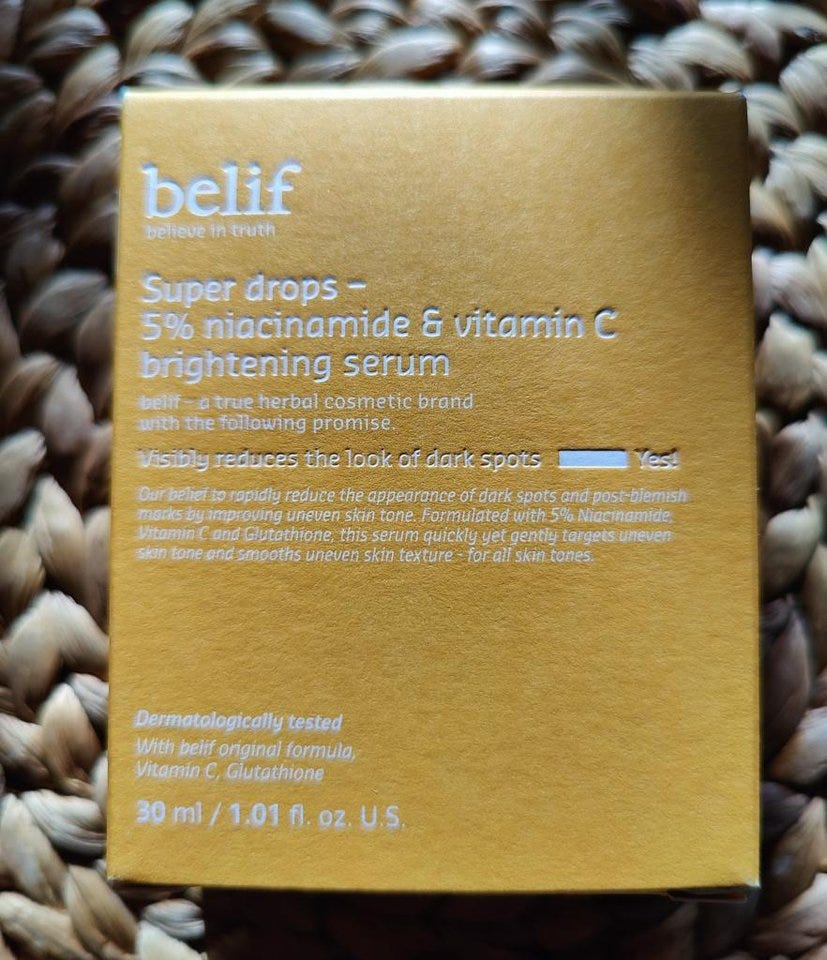 belif
believe in truth
Super drops –
5% niacinamide & vitamin C
brightening serum
belif – a true herbal cosmetic brand
with the following promise.
Visibly reduces the look of dark spots Yes!
Our belief to rapidly reduce the appearance of dark spots and post-blemish
marks by improving uneven skin tone. Formulated with 5% Niacinamide,
Vitamin C and Glutathione, this serum quickly yet gently targets uneven
skin tone and smooths uneven skin texture - for all skin tones.
Dermatologically tested
With belif original formula,
Vitamin C, Glutathione
30 ml / 1.01 fl. oz. U.S.